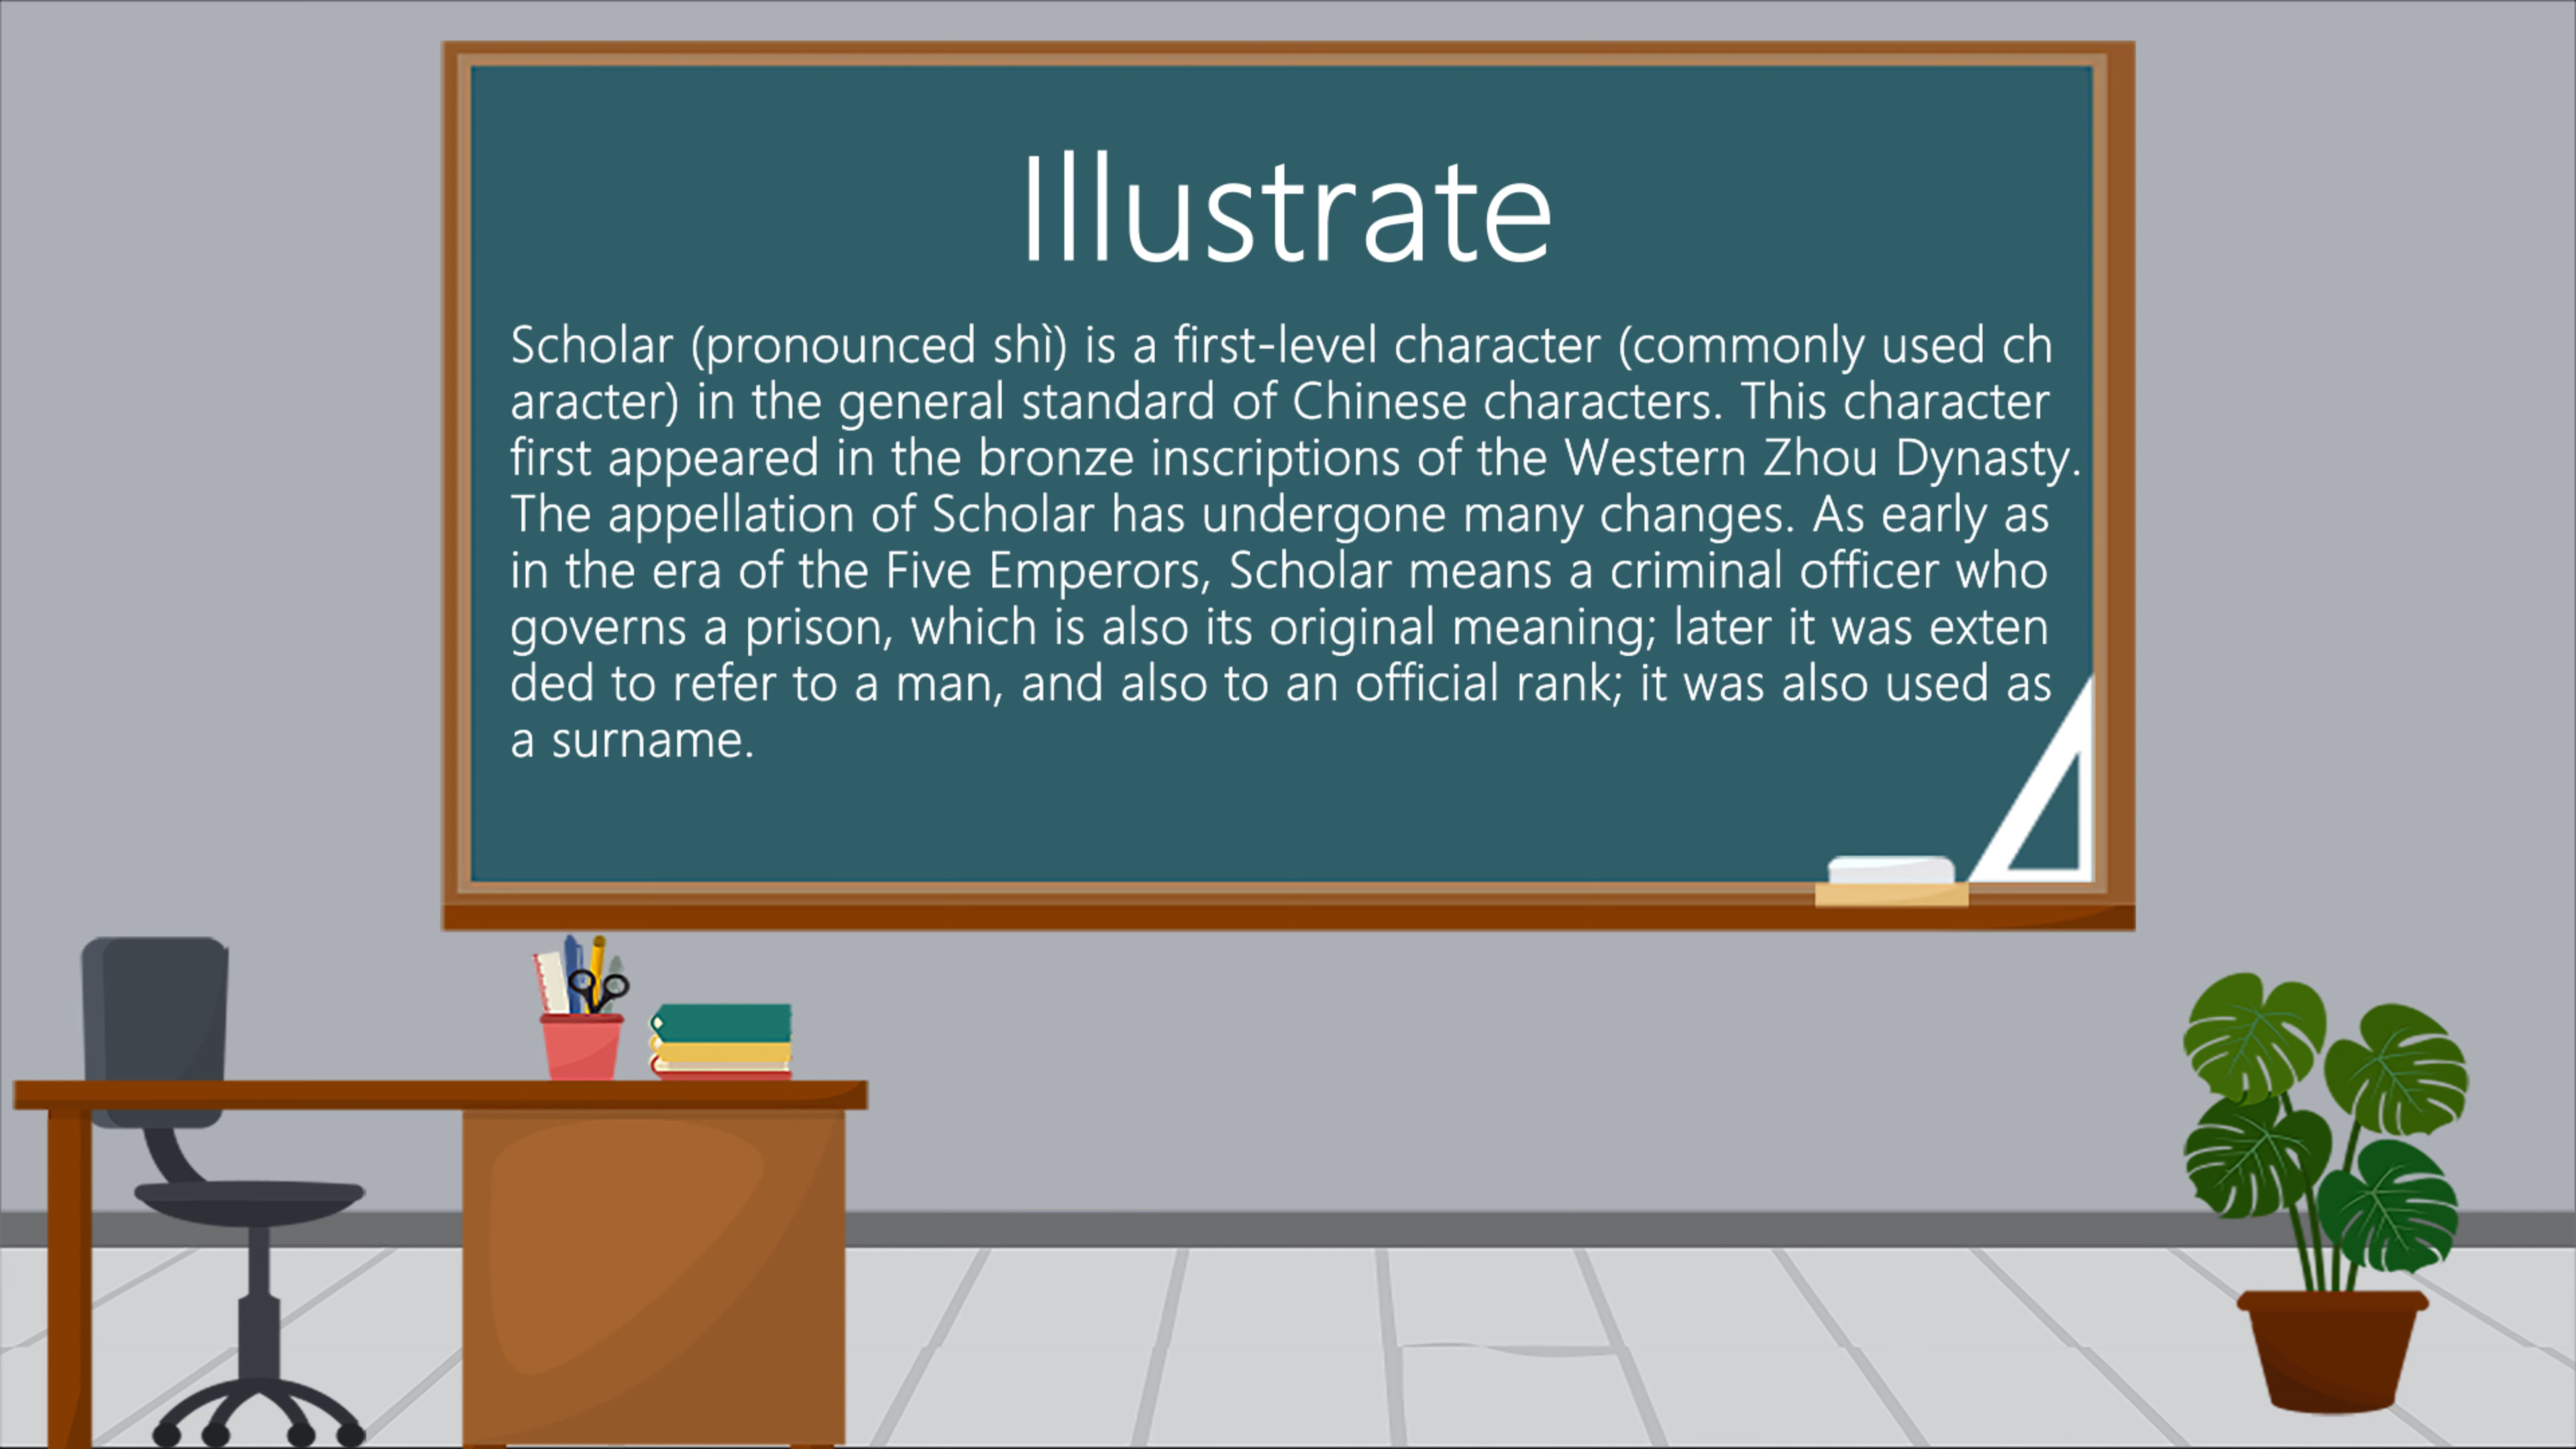 Illustrate
Scholar (pronounced shì) is a first-level character (commonly used ch
aracter) in the general standard of Chinese characters. This character
first appeared in the bronze inscriptions of the Western Zhou Dynasty.
The appellation of Scholar has undergone many changes. As early as
in the era of the Five Emperors, Scholar means a criminal officer who
governs a prison, which is also its original meaning; later it was exten
ded to refer to a man, and also to an official rank; it was also used as
a surname.